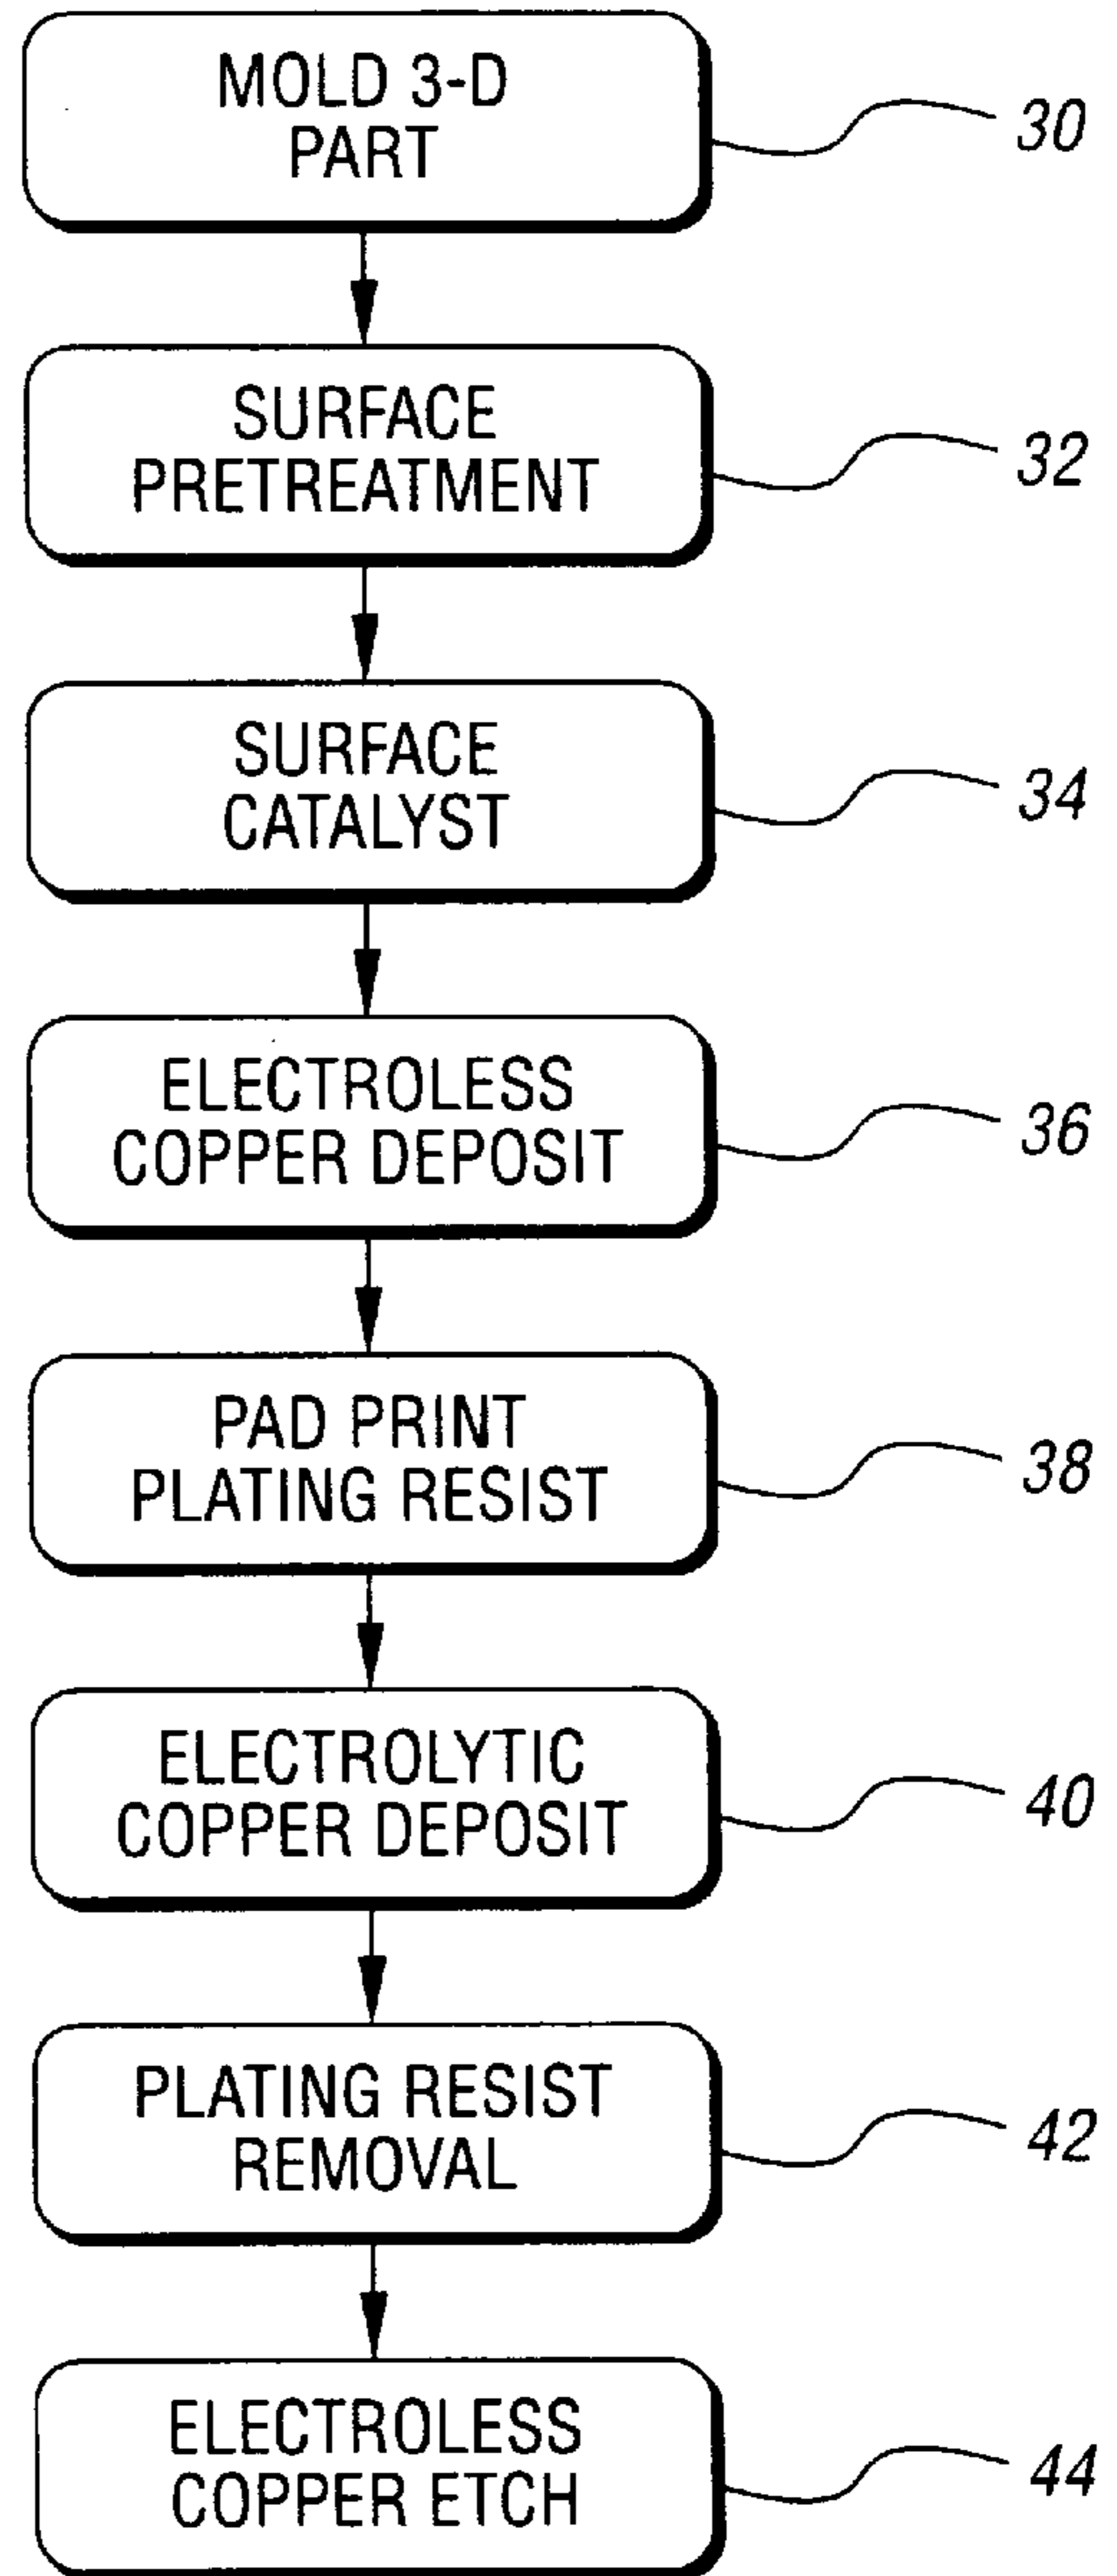 MOLD 3-D
PART
30
SURFACE
PRETREATMENT
32
SURFACE
CATALYST
34
ELECTROLESS
COPPER DEPOSIT
36
PAD PRINT
PLATING RESIST
38
ELECTROLYTIC
COPPER DEPOSIT
40
PLATING RESIST
REMOVAL
42
ELECTROLESS
COPPER ETCH
44